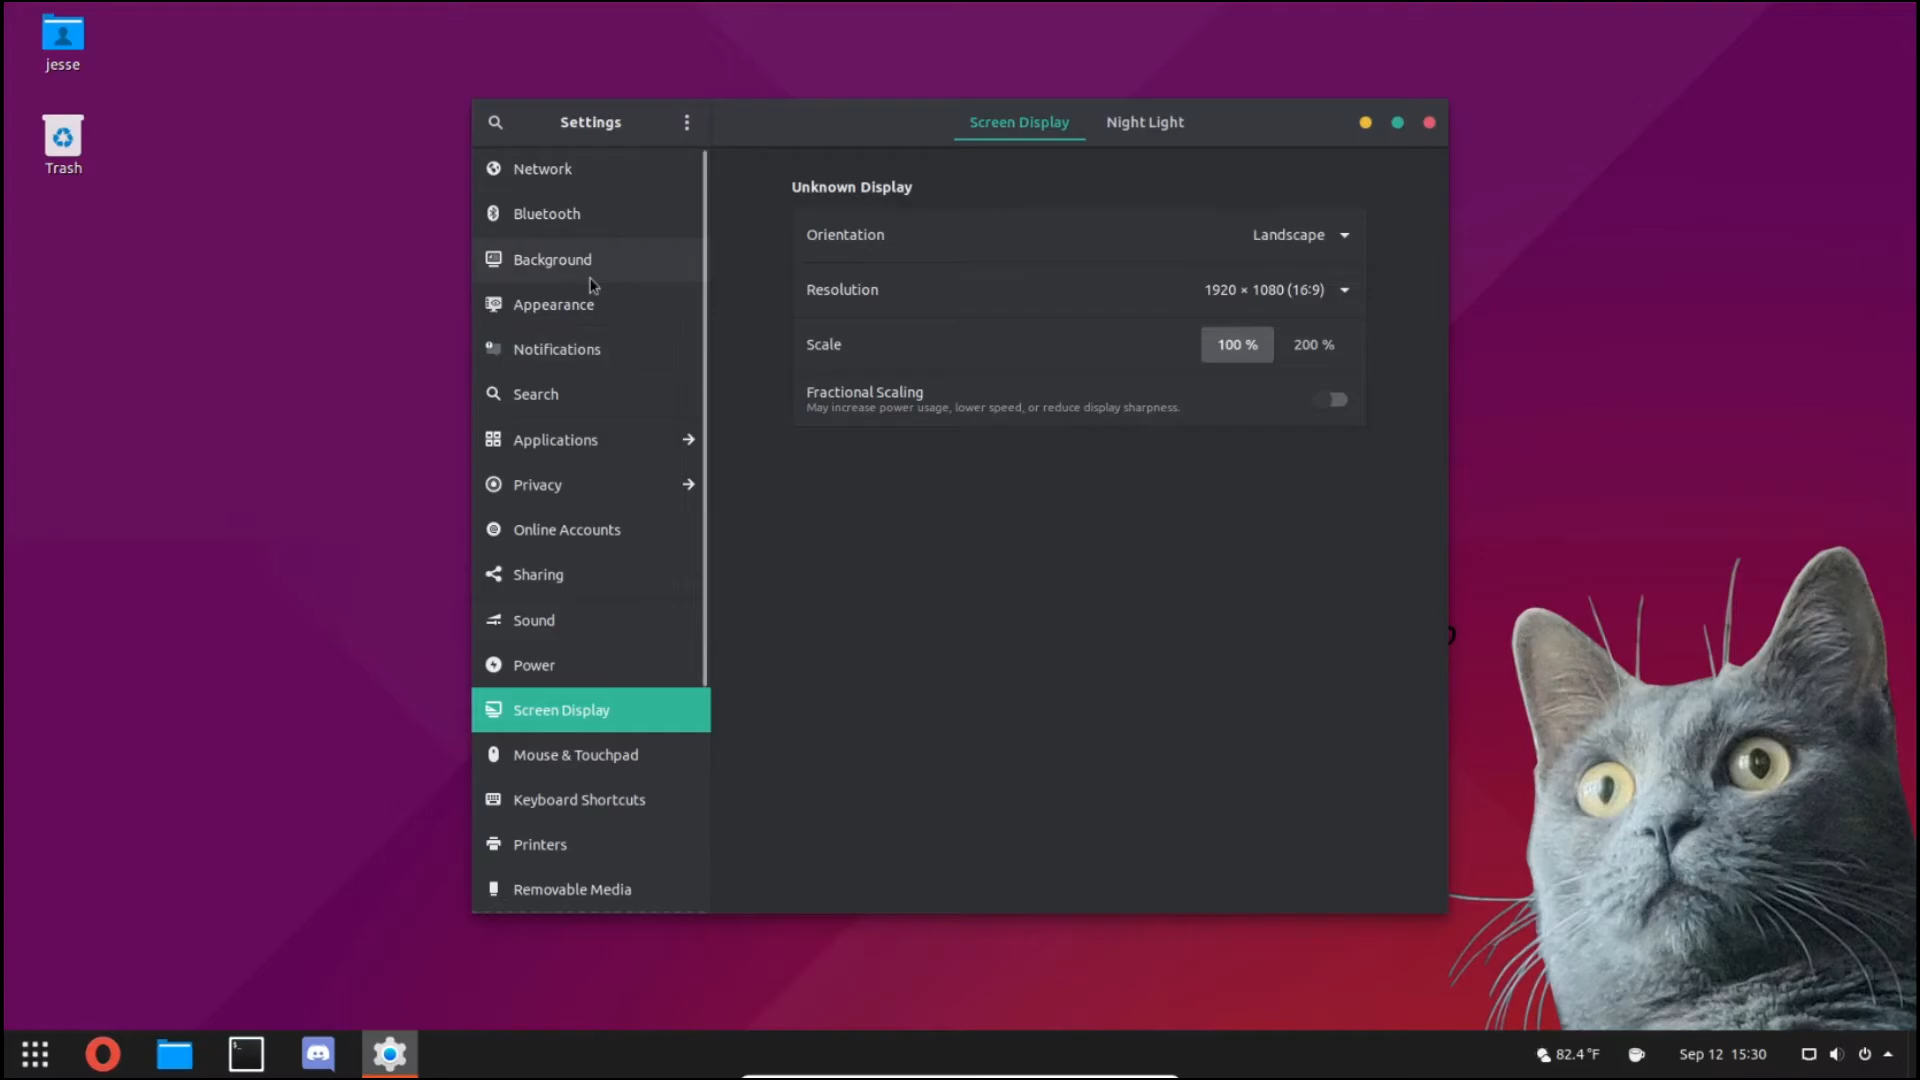 jesse
Trash
Settings
Screen Display
Night Light
Network
Bluetooth
Background
Appearance
Notifications
Search
Applications
Privacy
Online Accounts
Sharing
Sound
Power
Screen Display
Mouse & Touchpad
Keyboard Shortcuts
Printers
Removable Media
Unknown Display
Orientation
Landscape
Resolution
1920 × 1080 (16:9)
Scale
100 %
200 %
Fractional Scaling
May increase power usage, lower speed, or reduce display sharpness.
82.4 °F
Sep 12 15:30